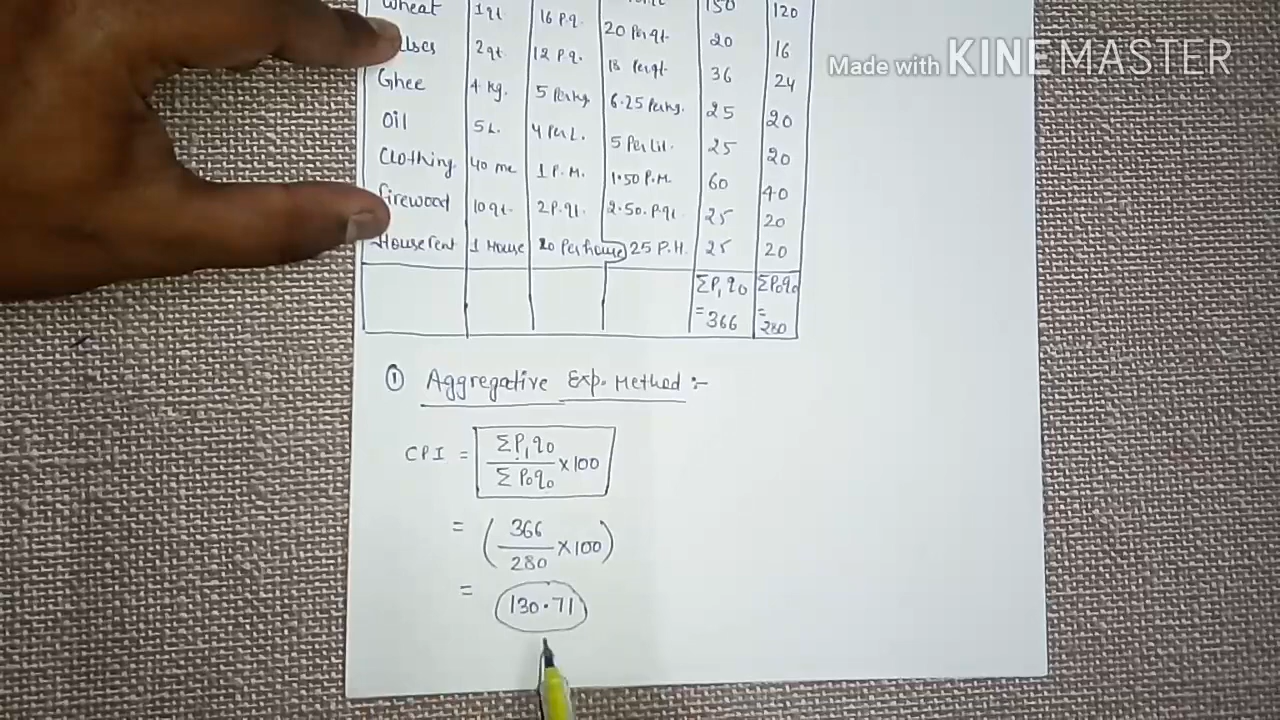 150 120
Wheat 1 qt 16 P.q. 20 Per qt. 20 16
2 qt. 12 P.q. 18 Per qt. 36 24
Ghee 4 Kg. 5 Per kg 6.25 Per kg. 25 20
Oil 5 L. 4 Per L. 5 Per Lit. 25 20
Clothing 40 me 1 P.M. 1.50 P.M 60 40
firewood 10 qt. 2 P.qt. 2.50.P.qt. 25 20
House rent 1 House 20 Per house 25 P.H. 25 20
ΣP₁q₀ ΣP₀q₀
= 366 = 280
① Aggregative Exp. Method :-
CPI = ΣP₁q₀ / ΣP₀q₀ × 100
= (366 / 280 × 100)
= 130.71
Made with KINEMASTER